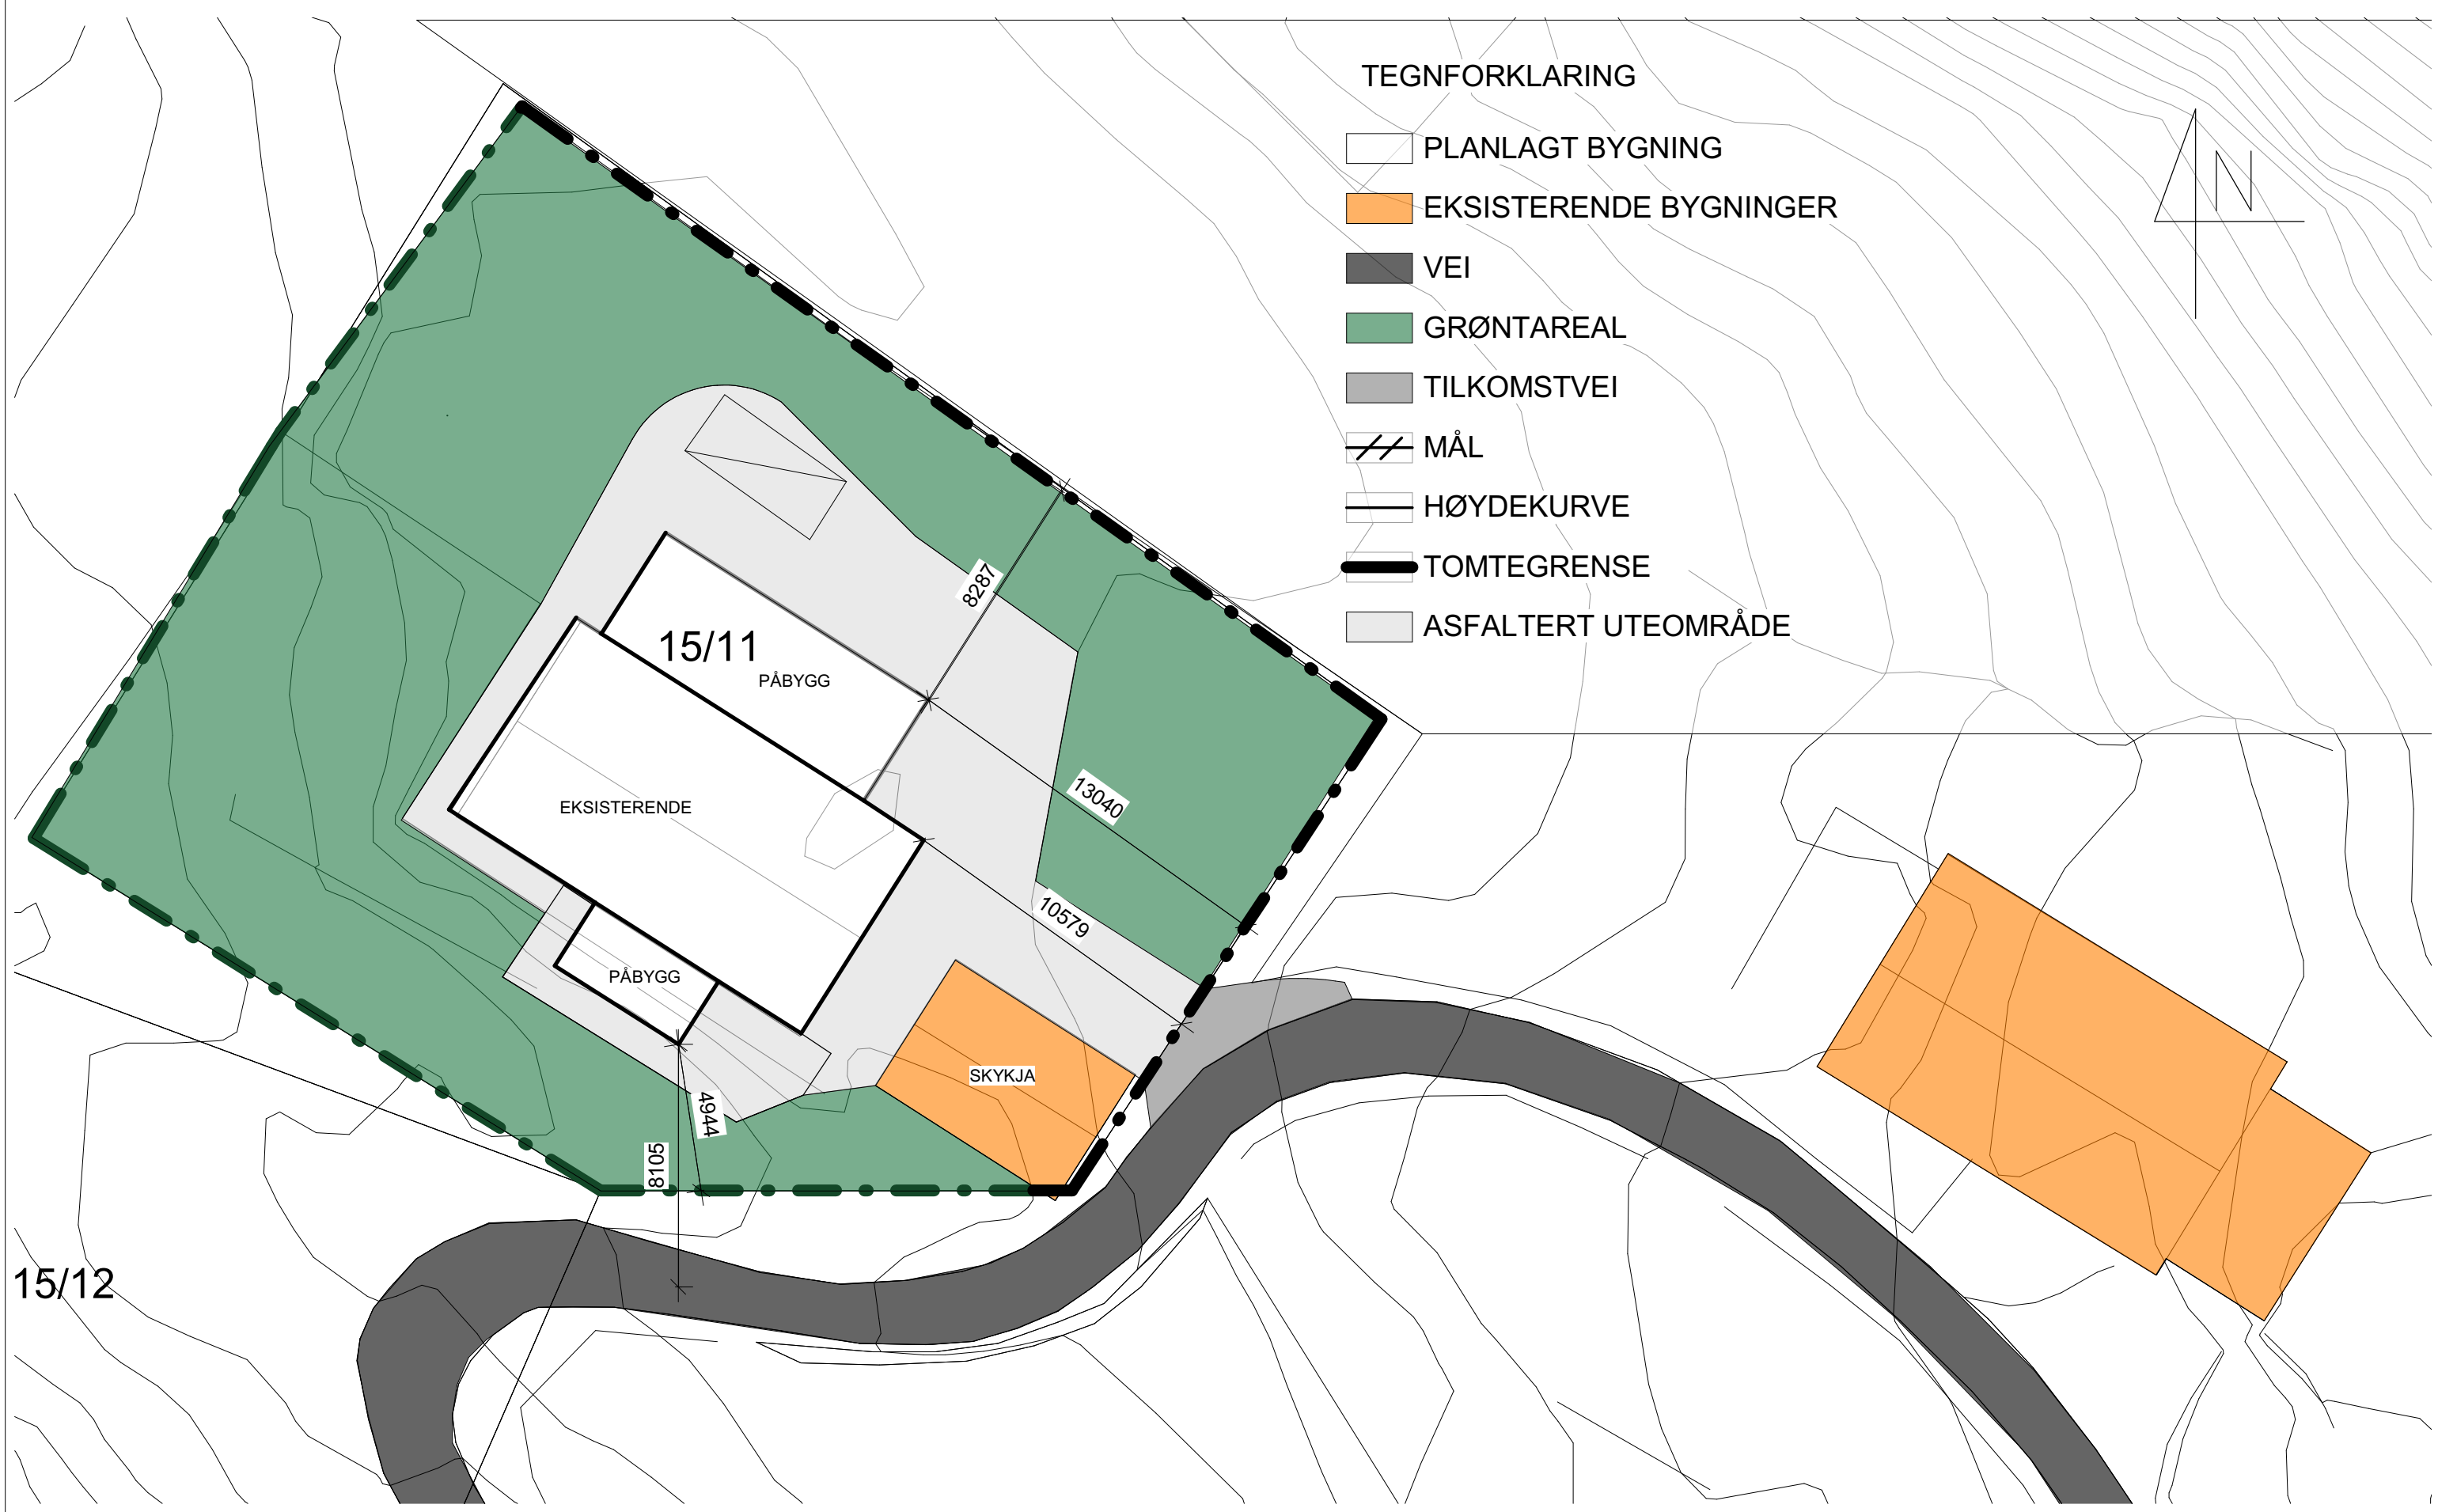 TEGNFORKLARING
PLANLAGT BYGNING
EKSISTERENDE BYGNINGER
VEI
GRØNTAREAL
TILKOMSTVEI
MÅL
HØYDEKURVE
TOMTEGRENSE
ASFALTERT UTEOMRÅDE
N
8287
15/11
PÅBYGG
13040
EKSISTERENDE
10579
PÅBYGG
SKYKJA
4944
8105
15/12